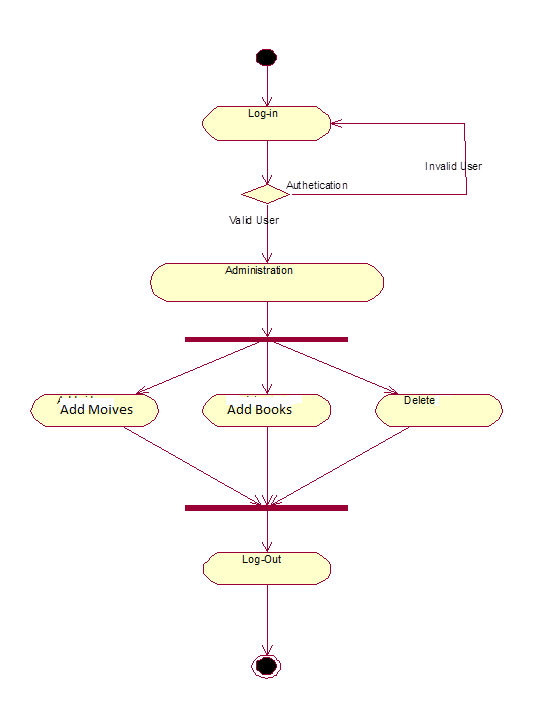 Log-in
Invalid User
Authetication
Valid User
Administration
Add Moives
Add Books
Delete
Log-Out